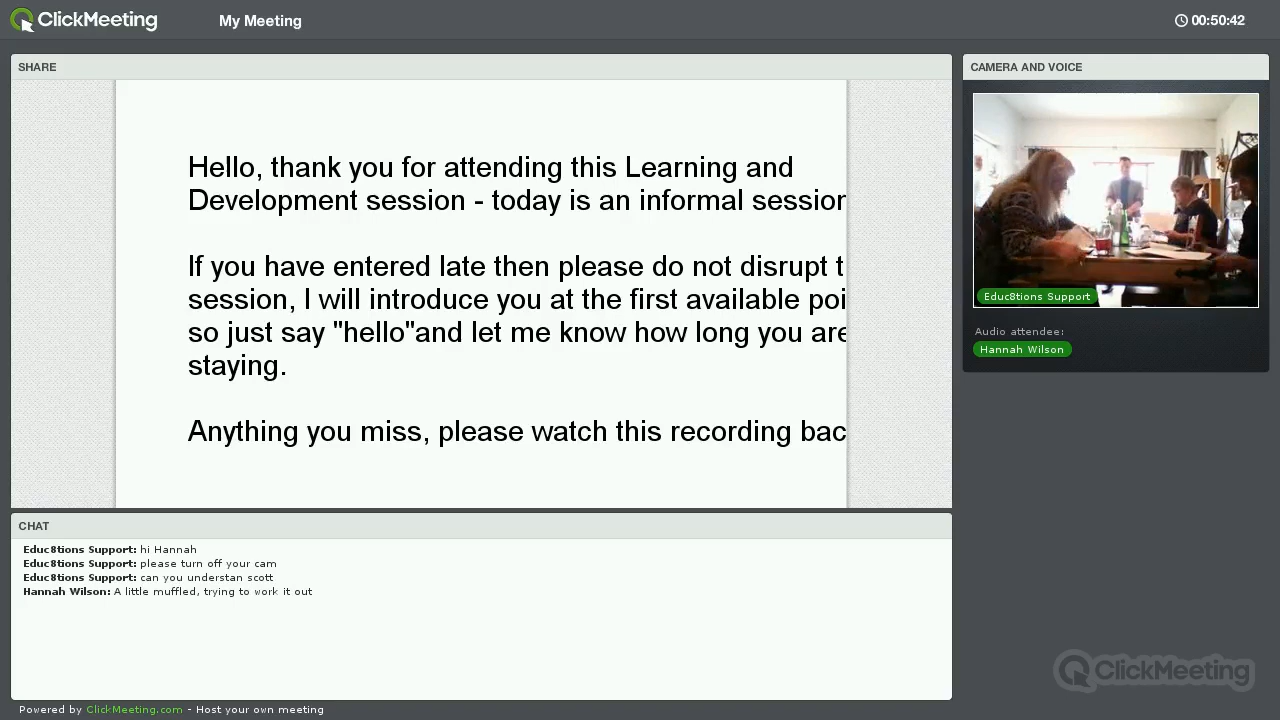 ClickMeeting
My Meeting
00:50:42
SHARE
Hello, thank you for attending this Learning and
Development session - today is an informal session
If you have entered late then please do not disrupt t
session, I will introduce you at the first available poi
so just say "hello"and let me know how long you are
staying.
Anything you miss, please watch this recording bac
CAMERA AND VOICE
Educ8tions Support
Audio attendee:
Hannah Wilson
CHAT
Educ8tions Support: hi Hannah
Educ8tions Support: please turn off your cam
Educ8tions Support: can you understan scott
Hannah Wilson: A little muffled, trying to work it out
ClickMeeting
Powered by ClickMeeting.com - Host your own meeting